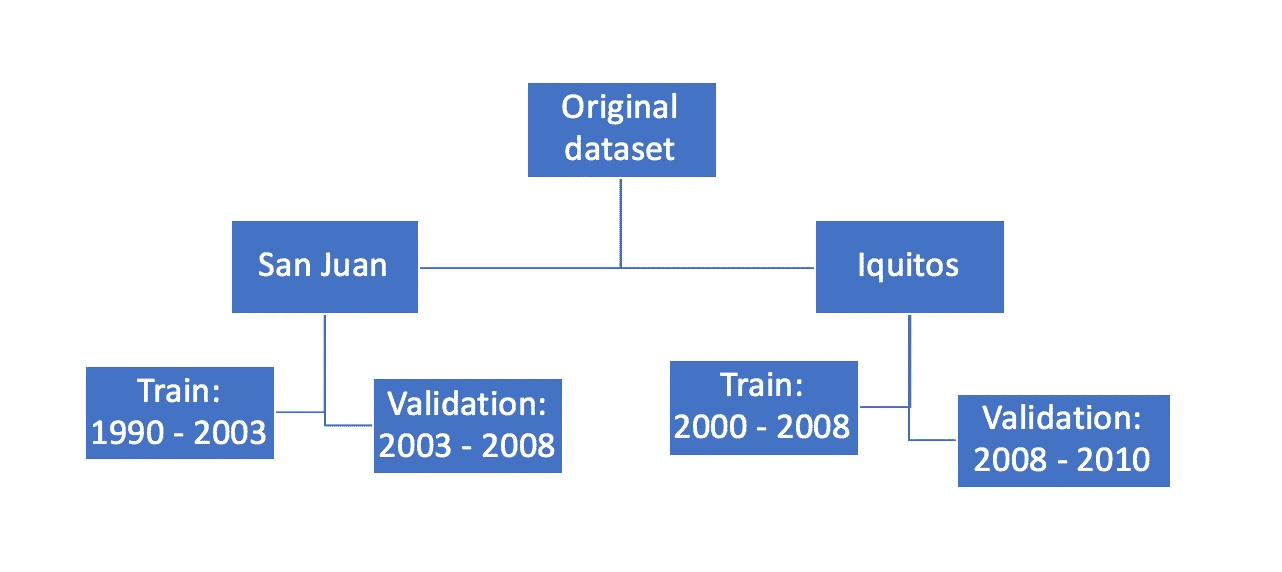 Original
dataset
San Juan
Iquitos
Train:
1990 - 2003
Validation:
2003 - 2008
Train:
2000 - 2008
Validation:
2008 - 2010